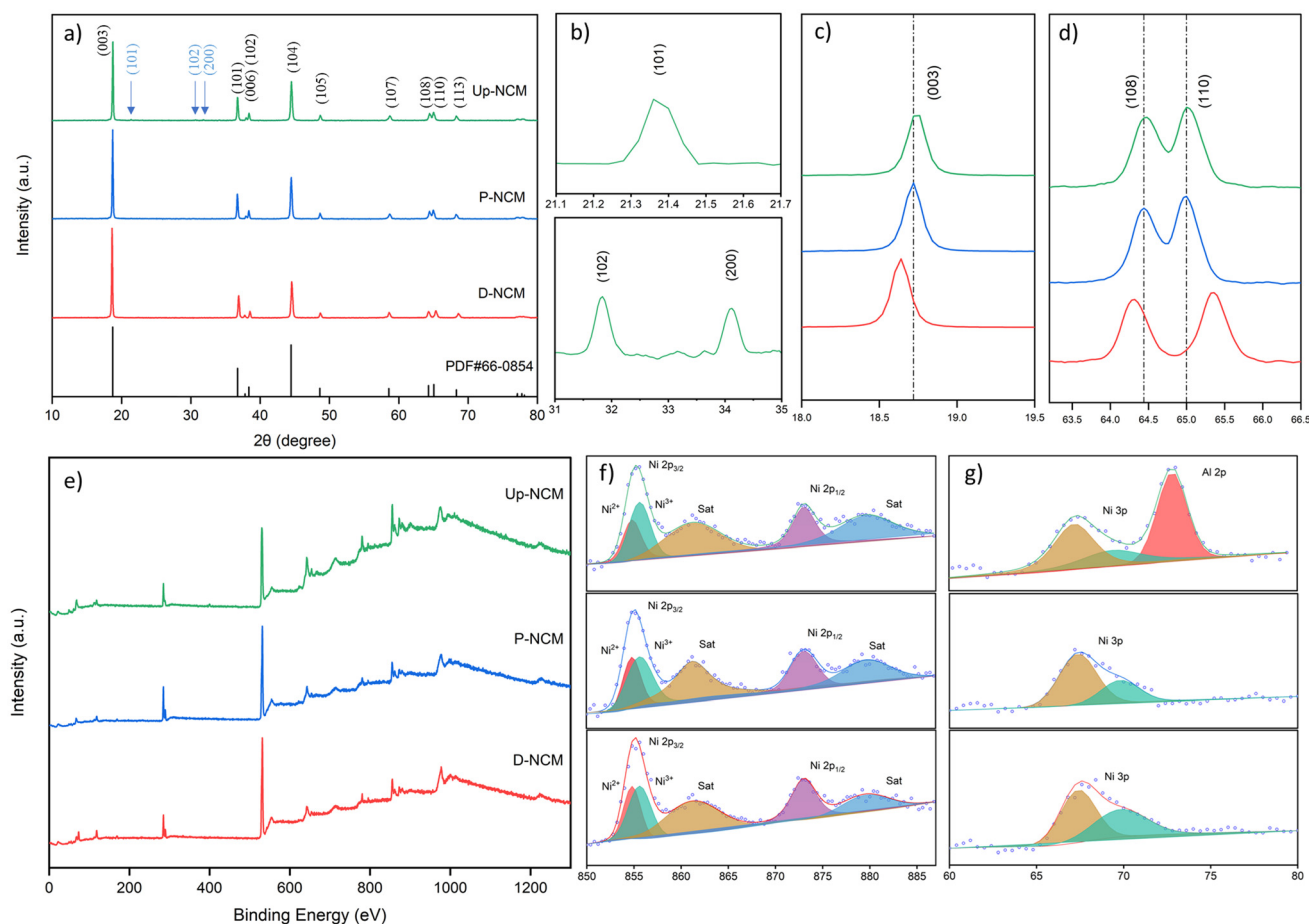 a)
(003)
(101)
(102)
(200)
(101)
(006)
(102)
(104)
(105)
(107)
(108)
(110)
(113)
Up-NCM
P-NCM
D-NCM
PDF#66-0854
Intensity (a.u.)
10 20 30 40 50 60 70 80
2θ (degree)
b)
(101)
21.1 21.2 21.3 21.4 21.5 21.6 21.7
(102)
(200)
31 32 33 34 35
c)
(003)
18.0 18.5 19.0 19.5
d)
(108)
(110)
63.5 64.0 64.5 65.0 65.5 66.0 66.5
e)
Up-NCM
P-NCM
D-NCM
Intensity (a.u.)
0 200 400 600 800 1000 1200
Binding Energy (eV)
f)
Ni 2p3/2
Ni2+
Ni3+
Sat
Ni 2p1/2
Sat
Ni 2p3/2
Ni2+
Ni3+
Sat
Ni 2p1/2
Sat
Ni 2p3/2
Ni2+
Ni3+
Sat
Ni 2p1/2
Sat
850 855 860 865 870 875 880 885
g)
Al 2p
Ni 3p
Ni 3p
Ni 3p
60 65 70 75 80